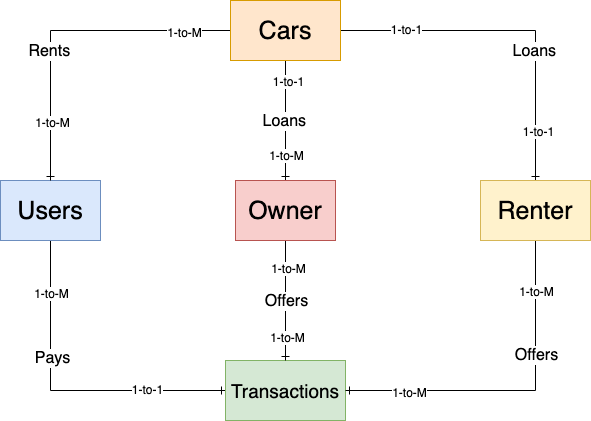 Cars
1-to-M
1-to-1
Rents
Loans
1-to-1
Loans
1-to-M
1-to-1
1-to-M
Users
Owner
Renter
1-to-M
1-to-M
1-to-M
Offers
1-to-M
Pays
Offers
1-to-1
Transactions
1-to-M